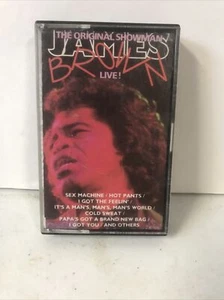 THE ORIGINAL SHOWMAN
JAMES
BROWN
LIVE!
SEX MACHINE · HOT PANTS /
I GOT THE FEELIN' /
IT'S A MAN'S, MAN'S, MAN'S WORLD /
COLD SWEAT /
PAPA'S GOT A BRAND NEW BAG /
I GOT YOU / AND OTHERS